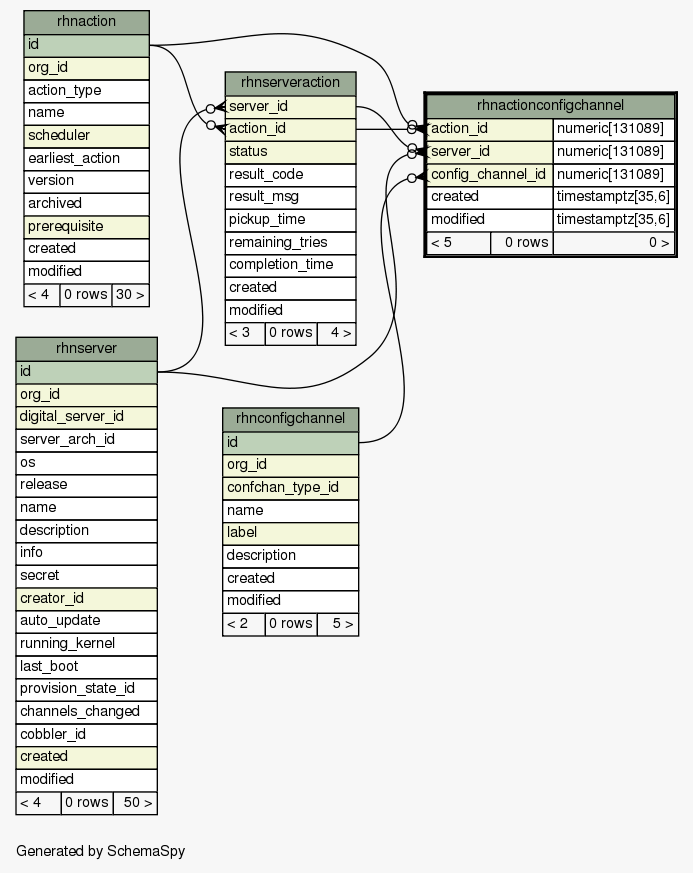 rhnaction
id
org_id
action_type
name
scheduler
earliest_action
version
archived
prerequisite
created
modified
< 4 0 rows 30 >
rhnserveraction
server_id
action_id
status
result_code
result_msg
pickup_time
remaining_tries
completion_time
created
modified
< 3 0 rows 4 >
rhnactionconfigchannel
action_id numeric[131089]
server_id numeric[131089]
config_channel_id numeric[131089]
created timestamptz[35,6]
modified timestamptz[35,6]
< 5 0 rows 0 >
rhnserver
id
org_id
digital_server_id
server_arch_id
os
release
name
description
info
secret
creator_id
auto_update
running_kernel
last_boot
provision_state_id
channels_changed
cobbler_id
created
modified
< 4 0 rows 50 >
rhnconfigchannel
id
org_id
confchan_type_id
name
label
description
created
modified
< 2 0 rows 5 >
Generated by SchemaSpy